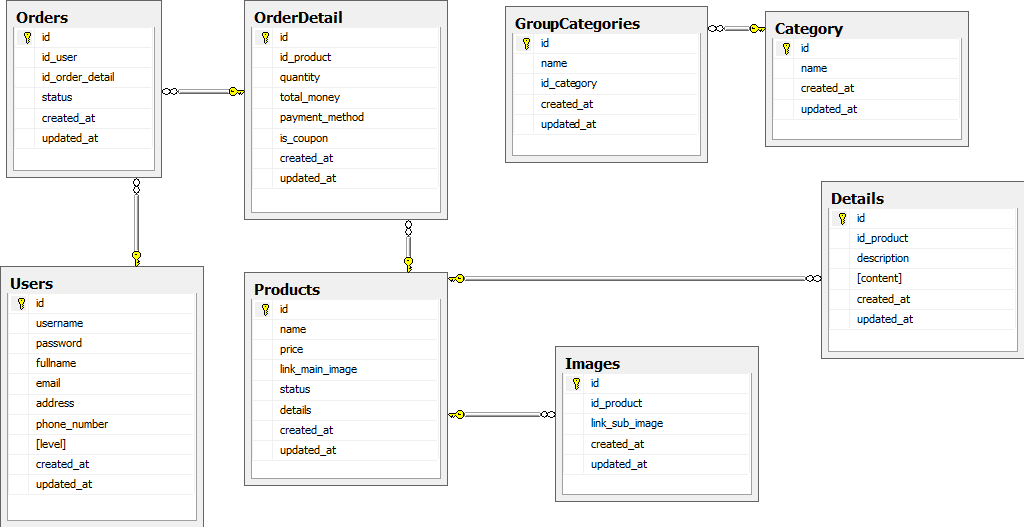 Orders
id
id_user
id_order_detail
status
created_at
updated_at
OrderDetail
id
id_product
quantity
total_money
payment_method
is_coupon
created_at
updated_at
GroupCategories
id
name
id_category
created_at
updated_at
Category
id
name
created_at
updated_at
Details
id
id_product
description
[content]
created_at
updated_at
Users
id
username
password
fullname
email
address
phone_number
[level]
created_at
updated_at
Products
id
name
price
link_main_image
status
details
created_at
updated_at
Images
id
id_product
link_sub_image
created_at
updated_at